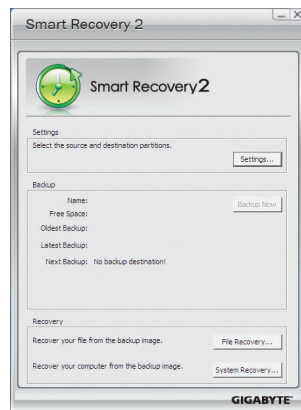 Smart Recovery 2
Smart Recovery2
Settings
Select the source and destination partitions.
Settings...
Backup
Name:
Backup Now
Free Space:
Oldest Backup:
Latest Backup:
Next Backup: No backup destination!
Recovery
Recover your file from the backup image.
File Recovery...
Recover your computer from the backup image.
System Recovery...
GIGABYTE™